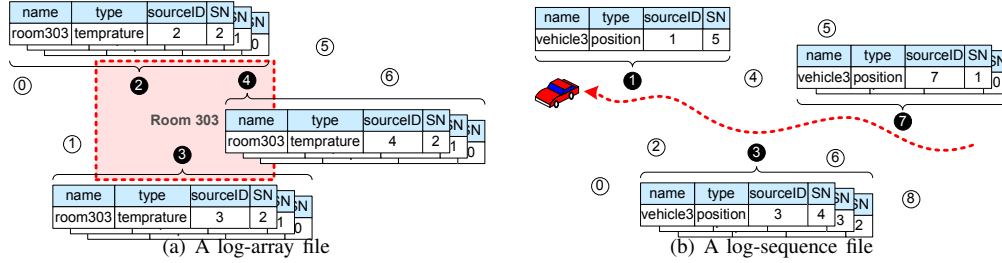 name type sourceID SN
room303 temprature 2 2 1 0
⓪ ❷ ❹ ⑤ ⑥
Room 303
name type sourceID SN
room303 temprature 4 2 1 0
① ❸
name type sourceID SN SN
room303 temprature 3 2 1 0
(a) A log-array file
name type sourceID SN
vehicle3 position 1 5
❶ ④ ⑤
name type sourceID SN
vehicle3 position 7 1 0
❼
② ❸ ⑥
⓪ ⑧
name type sourceID SN SN SN
vehicle3 position 3 4 3 2
(b) A log-sequence file